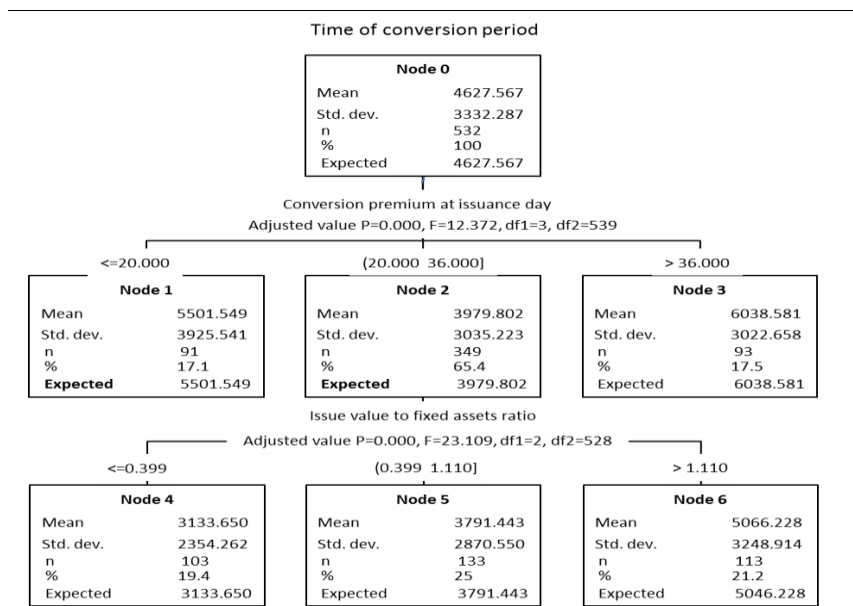 Time of conversion period
Node 0
Mean 4627.567
Std. dev. 3332.287
n 532
% 100
Expected 4627.567
Conversion premium at issuance day
Adjusted value P=0.000, F=12.372, df1=3, df2=539
<=20.000 (20.000 36.000] > 36.000
Node 1 Node 2 Node 3
Mean 5501.549 Mean 3979.802 Mean 6038.581
Std. dev. 3925.541 Std. dev. 3035.223 Std. dev. 3022.658
n 91 n 349 n 93
% 17.1 % 65.4 % 17.5
Expected 5501.549 Expected 3979.802 Expected 6038.581
Issue value to fixed assets ratio
Adjusted value P=0.000, F=23.109, df1=2, df2=528
<=0.399 (0.399 1.110] > 1.110
Node 4 Node 5 Node 6
Mean 3133.650 Mean 3791.443 Mean 5066.228
Std. dev. 2354.262 Std. dev. 2870.550 Std. dev. 3248.914
n 103 n 133 n 113
% 19.4 % 25 % 21.2
Expected 3133.650 Expected 3791.443 Expected 5046.228